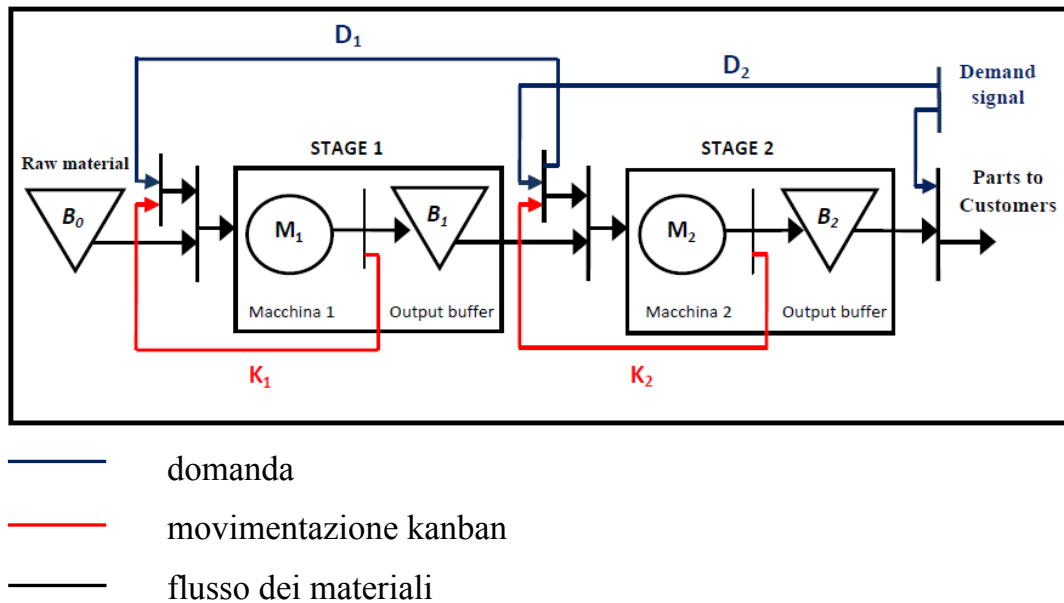 D₁
D₂
Demand
signal
Raw material
STAGE 1
STAGE 2
Parts to
Customers
B₀
M₁
B₁
M₂
B₂
Macchina 1
Output buffer
Macchina 2
Output buffer
K₁
K₂
domanda
movimentazione kanban
flusso dei materiali